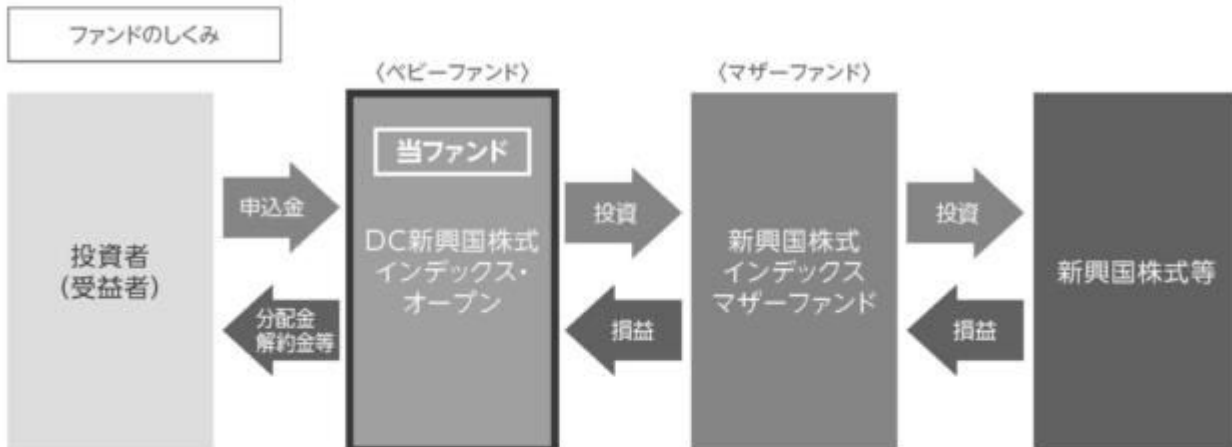 ファンドのしくみ
〈ベビーファンド〉
〈マザーファンド〉
投資者
(受益者)
申込金
分配金
解約金等
当ファンド
DC新興国株式
インデックス・
オープン
投資
損益
新興国株式
インデックス
マザーファンド
投資
損益
新興国株式等